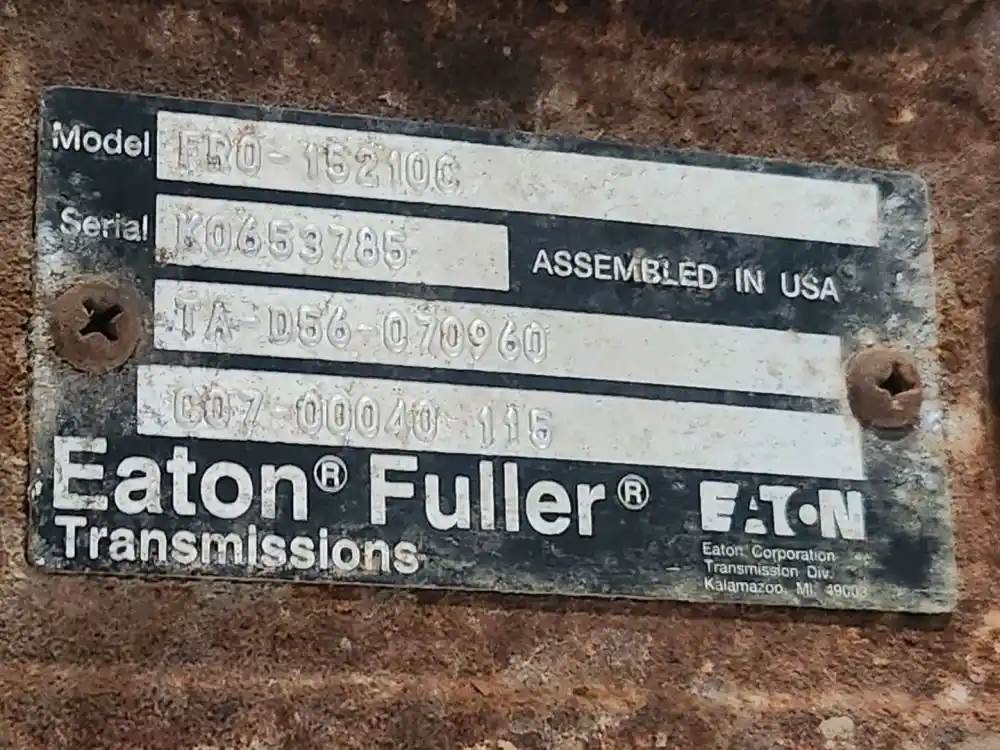 Model FRO-15210C
Serial K0653785 ASSEMBLED IN USA
TA-D56-070960
C07-00040-115
Eaton® Fuller®
Transmissions
EATON
Eaton Corporation
Transmission Div.
Kalamazoo, MI. 49003